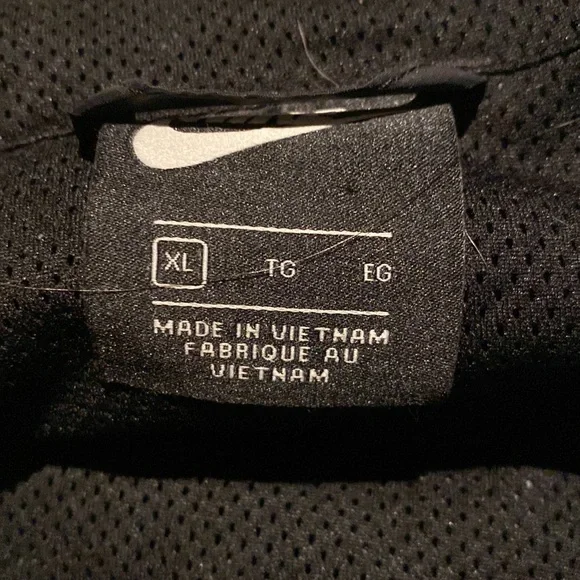 XL TG EG
MADE IN VIETNAM
FABRIQUE AU
VIETNAM